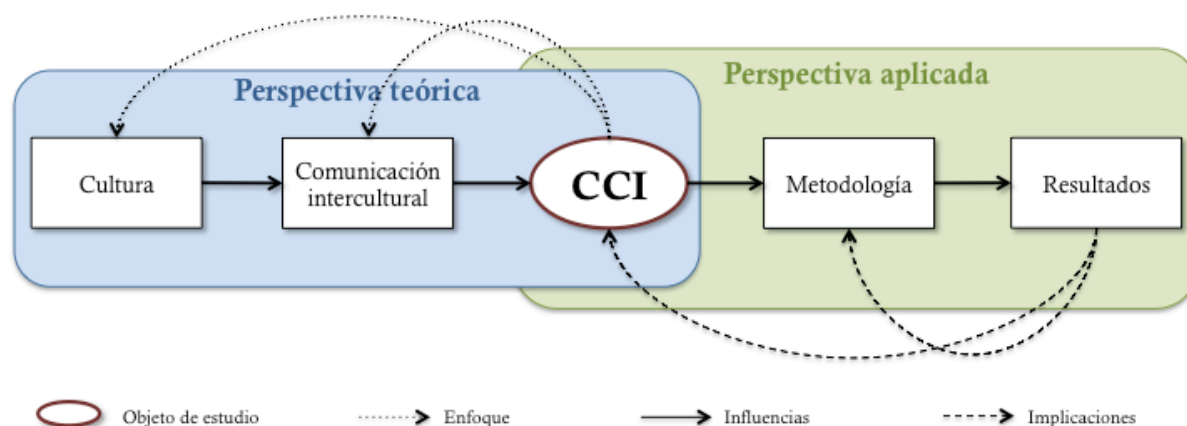 Perspectiva teórica
Perspectiva aplicada
Cultura
Comunicación
intercultural
CCI
Metodología
Resultados
Objeto de estudio
Enfoque
Influencias
Implicaciones